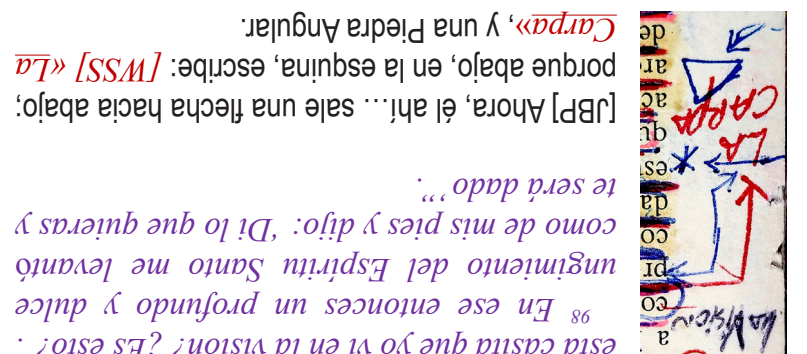 esta casita que yo vi en la visión? ¿Es esto? .
98 En ese entonces un profundo y dulce
ungimiento del Espíritu Santo me levantó
como de mis pies y dijo: ‘Di lo que quieras y
te será dado’”.
[JBP] Ahora, él ahí… sale una flecha hacia abajo;
porque abajo, en la esquina, escribe: [WSS] «La
Carpa», y una Piedra Angular.
La Visión
LA
CARPA